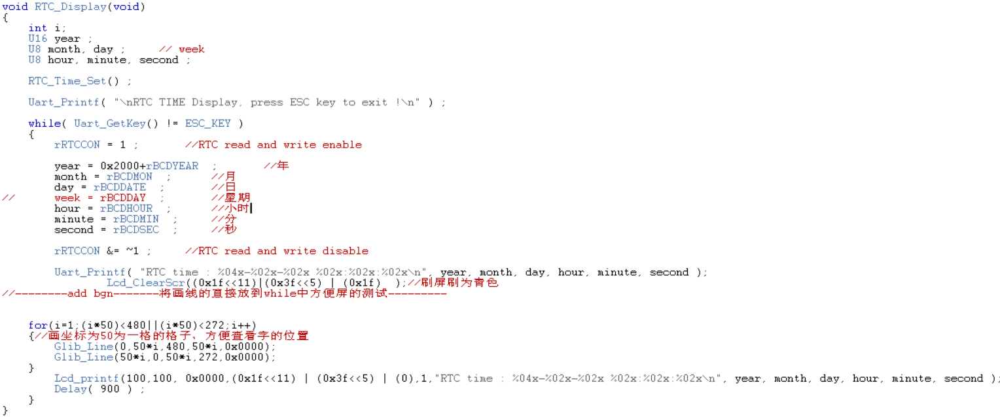 void RTC_Display(void)
{
    int i;
    U16 year ;
    U8 month, day ;     // week
    U8 hour, minute, second ;
    RTC_Time_Set() ;
    Uart_Printf( "\nRTC TIME Display, press ESC key to exit !\n" ) ;
    while( Uart_GetKey() != ESC_KEY )
    {
        rRTCCON = 1 ;       //RTC read and write enable
        year = 0x2000+rBCDYEAR  ;       //年
        month = rBCDMON  ;      //月
        day = rBCDDATE  ;       //日
//      week = rBCDDAY  ;       //星期
        hour = rBCDHOUR  ;      //小时
        minute = rBCDMIN  ;     //分
        second = rBCDSEC  ;     //秒
        rRTCCON &= ~1 ;     //RTC read and write disable
        Uart_Printf( "RTC time : %04x-%02x-%02x %02x:%02x:%02x\n", year, month, day, hour, minute, second );
                Lcd_ClearScr((0x1f<<11)|(0x3f<<5) | (0x1f)  );//刷屏刷为青色
//--------add bgn-------将画线的直接放到while中方便屏的测试---------
    for(i=1;(i*50)<480||(i*50)<272;i++)
    {//画坐标为50为一格的格子，方便查看字的位置
        Glib_Line(0,50*i,480,50*i,0x0000);
        Glib_Line(50*i,0,50*i,272,0x0000);
    }
        Lcd_printf(100,100, 0x0000,(0x1f<<11) | (0x3f<<5) | (0),1,"RTC time : %04x-%02x-%02x %02x:%02x:%02x\n", year, month, day, hour, minute, second );
        Delay( 900 ) ;
    }
}